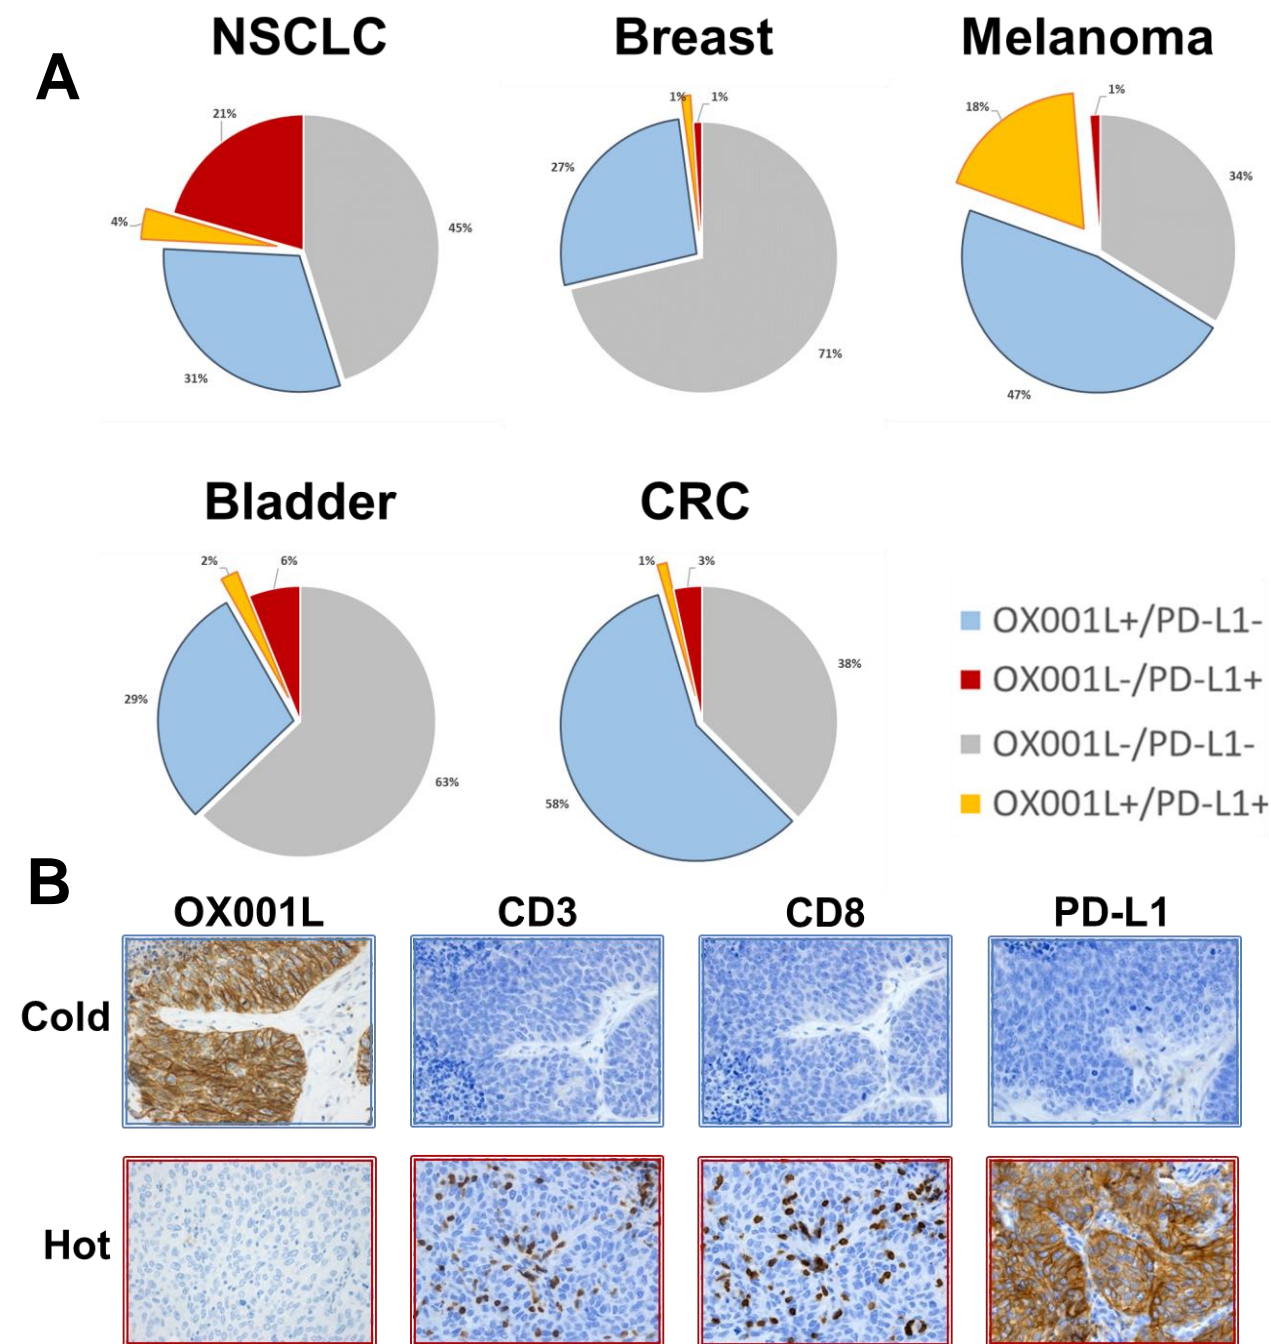 A
NSCLC
21%
4%
45%
31%
Breast
1%
1%
27%
71%
Melanoma
1%
18%
34%
47%
Bladder
2%
6%
29%
63%
CRC
1%
3%
38%
58%
OX001L+/PD-L1-
OX001L-/PD-L1+
OX001L-/PD-L1-
OX001L+/PD-L1+
B
OX001L CD3 CD8 PD-L1
Cold
Hot